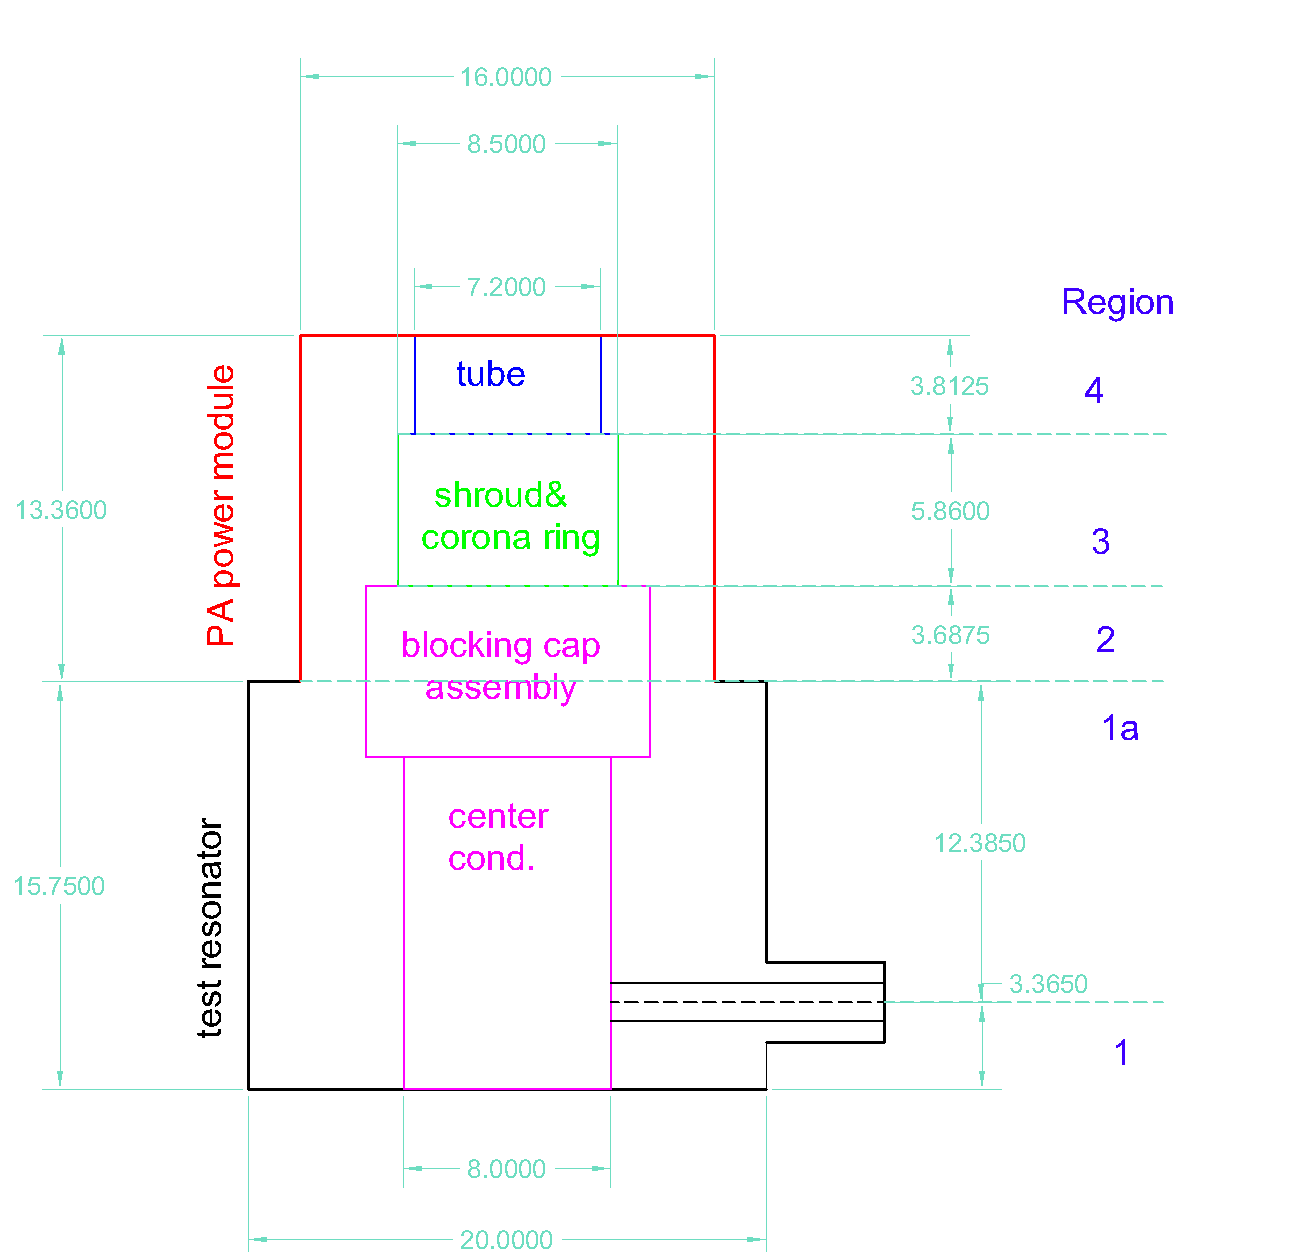 16.0000
8.5000
7.2000
Region
tube
3.8125
4
PA power module
13.3600
shroud&
corona ring
5.8600
3
blocking cap
assembly
3.6875
2
1a
center
cond.
12.3850
test resonator
15.7500
3.3650
1
8.0000
20.0000